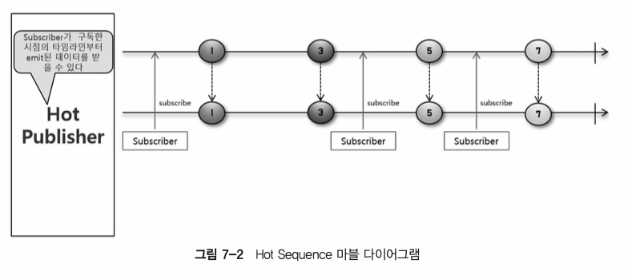 Subscriber가 구독한
시점의 타임라인부터
emit된 데이터를 받
을 수 있다
Hot
Publisher
1
3
5
7
subscribe
subscribe
subscribe
1
3
5
7
Subscriber
Subscriber
Subscriber
그림 7-2 Hot Sequence 마블 다이어그램